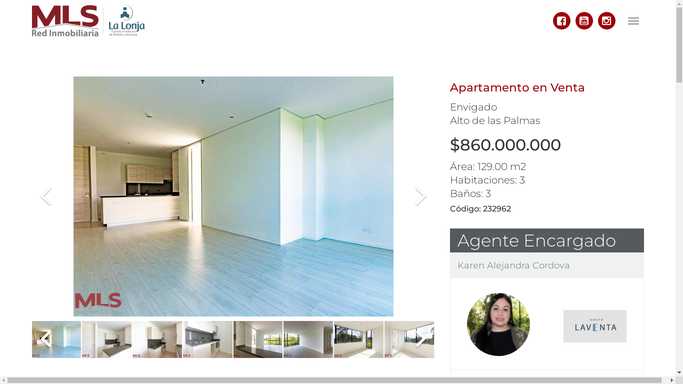 MLS
Red Inmobiliaria
La Lonja
Apartamento en Venta
Envigado
Alto de las Palmas
$860.000.000
Área: 129.00 m2
Habitaciones: 3
Baños: 3
Código: 232962
Agente Encargado
Karen Alejandra Cordova
MLS
LAVENTA